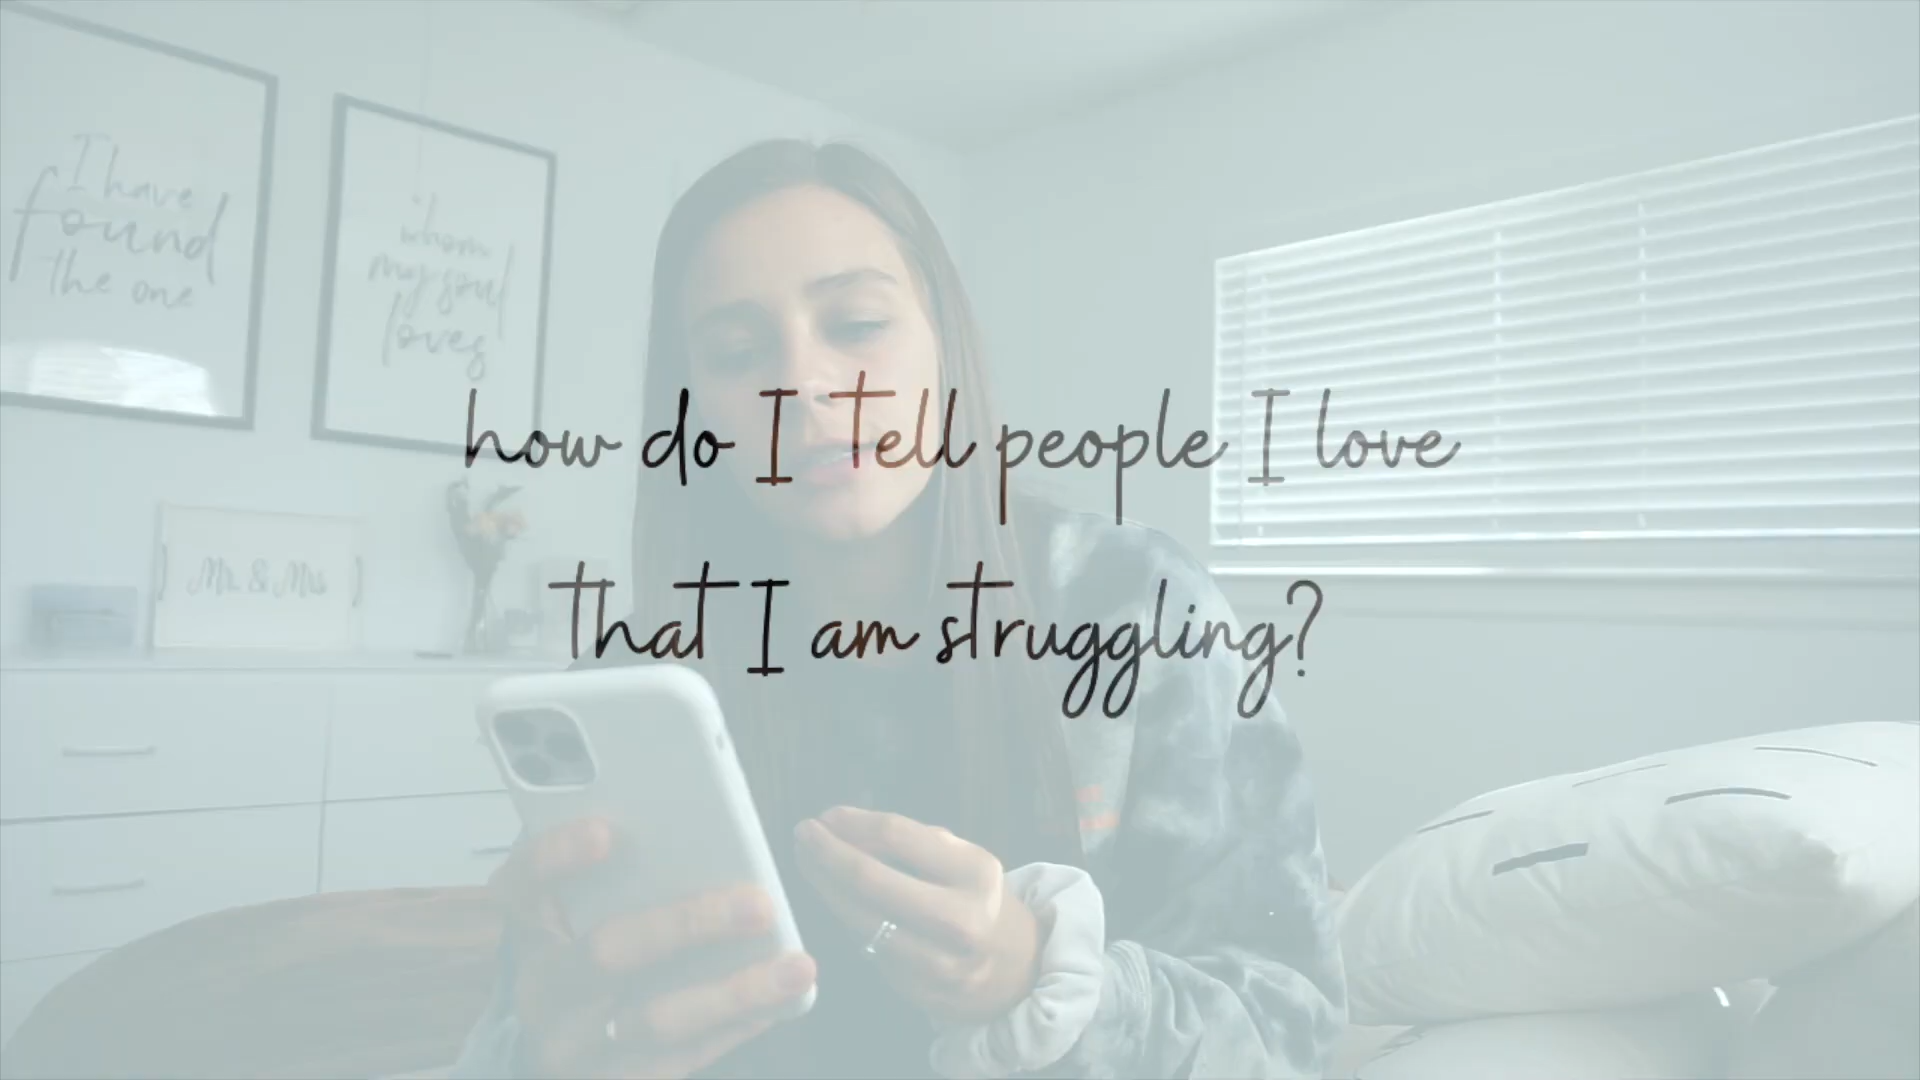 I have
found
the one
whom
my soul
loves
Mr & Mrs
how do I tell people I love
that I am struggling?